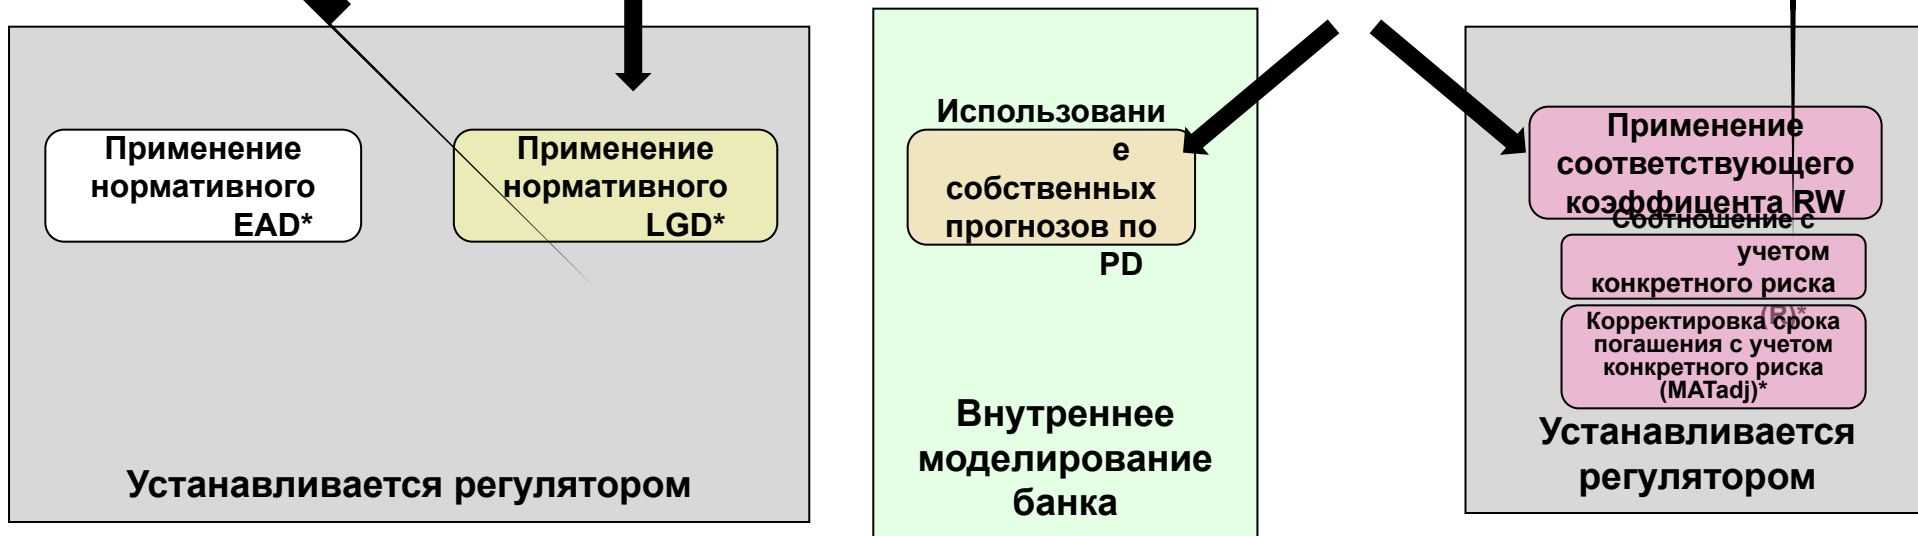 Применение
нормативного
EAD*
Применение
нормативного
LGD*
Устанавливается регулятором
Использовани
е
собственных
прогнозов по
PD
Внутреннее
моделирование
банка
Применение
соответствующего
коэффицента RW
Соотношение с
учетом
конкретного риска
(R)*
Корректировка срока
погашения с учетом
конкретного риска
(MATadj)*
Устанавливается
регулятором